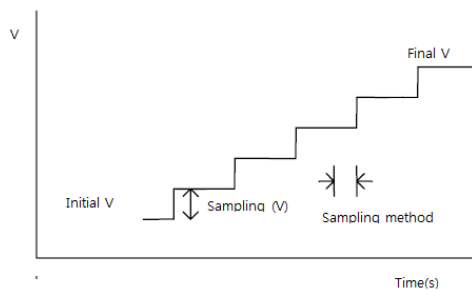 V
Final V
Initial V
Sampling (V)
Sampling method
Time(s)